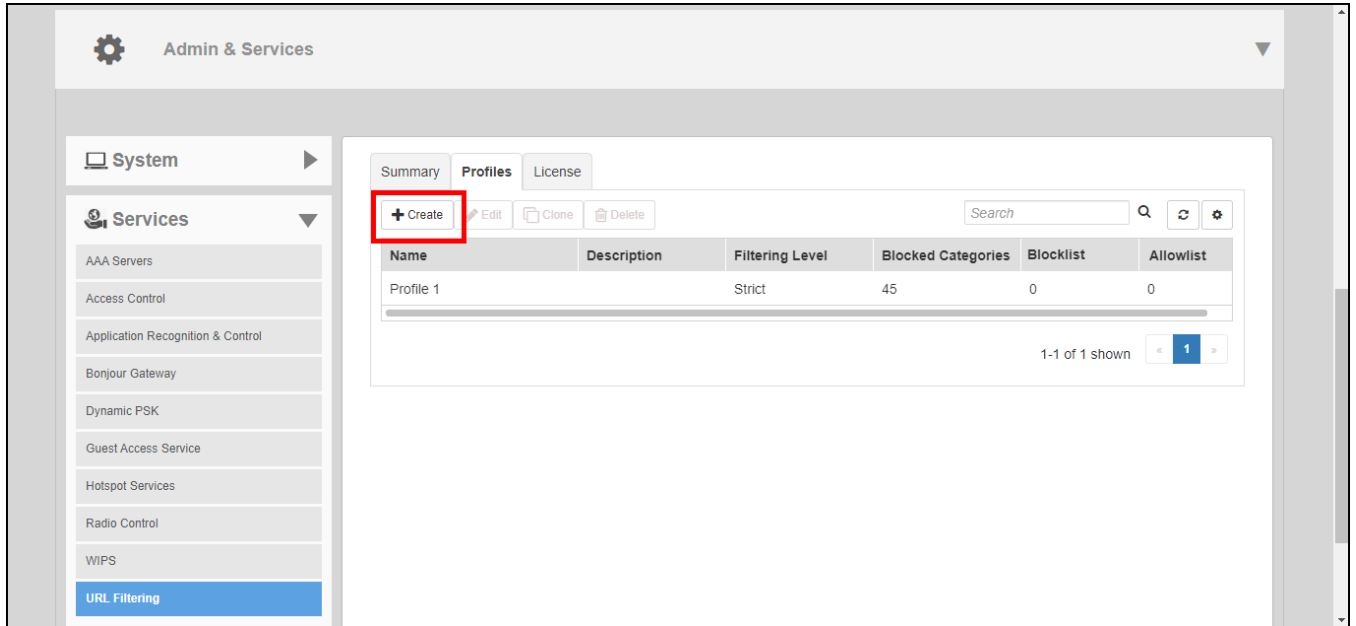 Admin & Services
System
Services
AAA Servers
Access Control
Application Recognition & Control
Bonjour Gateway
Dynamic PSK
Guest Access Service
Hotspot Services
Radio Control
WIPS
URL Filtering
Summary Profiles License
+ Create Edit Clone Delete Search
Name Description Filtering Level Blocked Categories Blocklist Allowlist
Profile 1 Strict 45 0 0
1-1 of 1 shown « 1 »